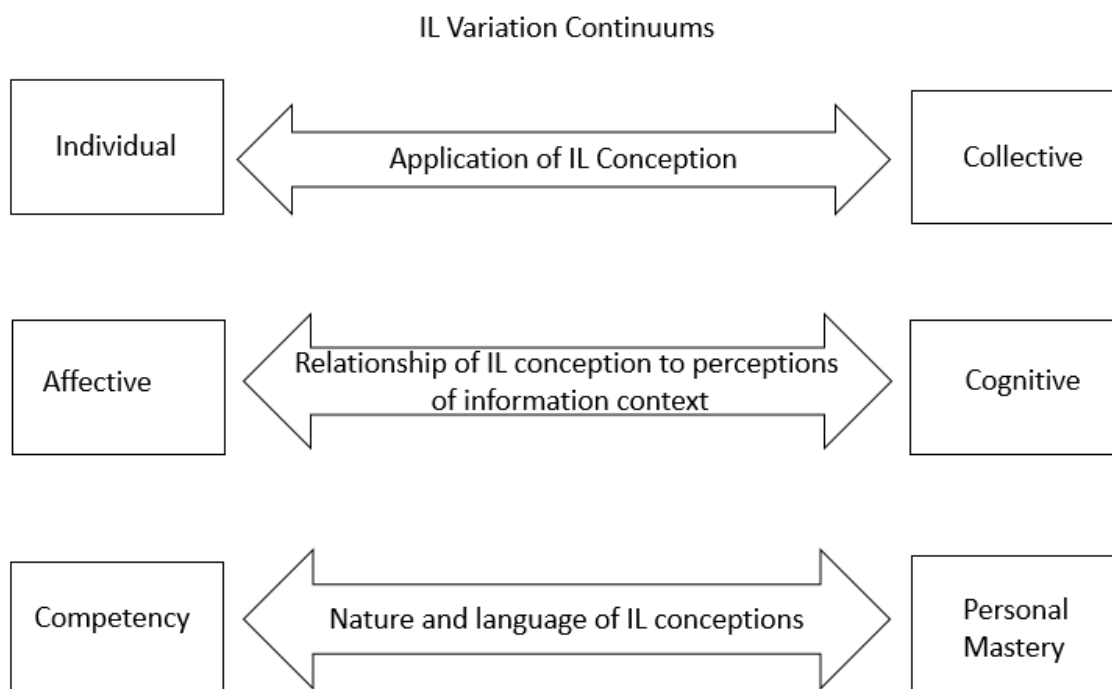 IL Variation Continuums
Individual
Application of IL Conception
Collective
Affective
Relationship of IL conception to perceptions
of information context
Cognitive
Competency
Nature and language of IL conceptions
Personal
Mastery